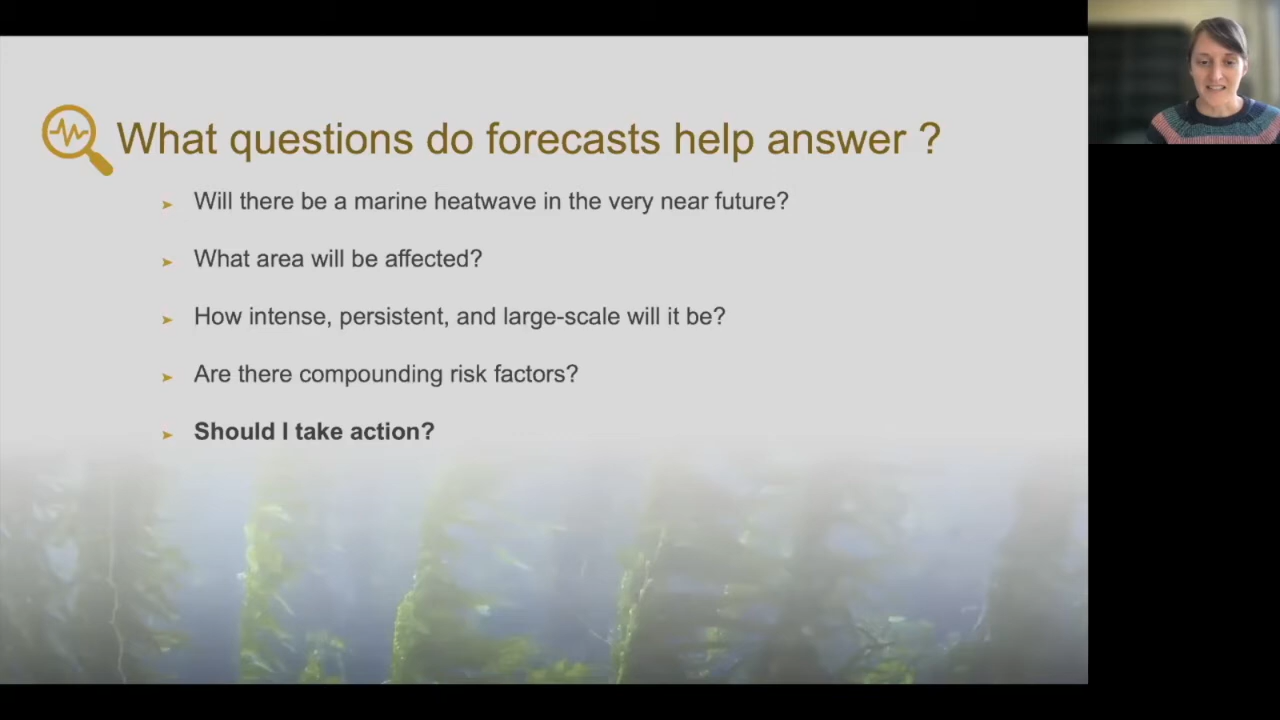 What questions do forecasts help answer ?
Will there be a marine heatwave in the very near future?
What area will be affected?
How intense, persistent, and large-scale will it be?
Are there compounding risk factors?
Should I take action?